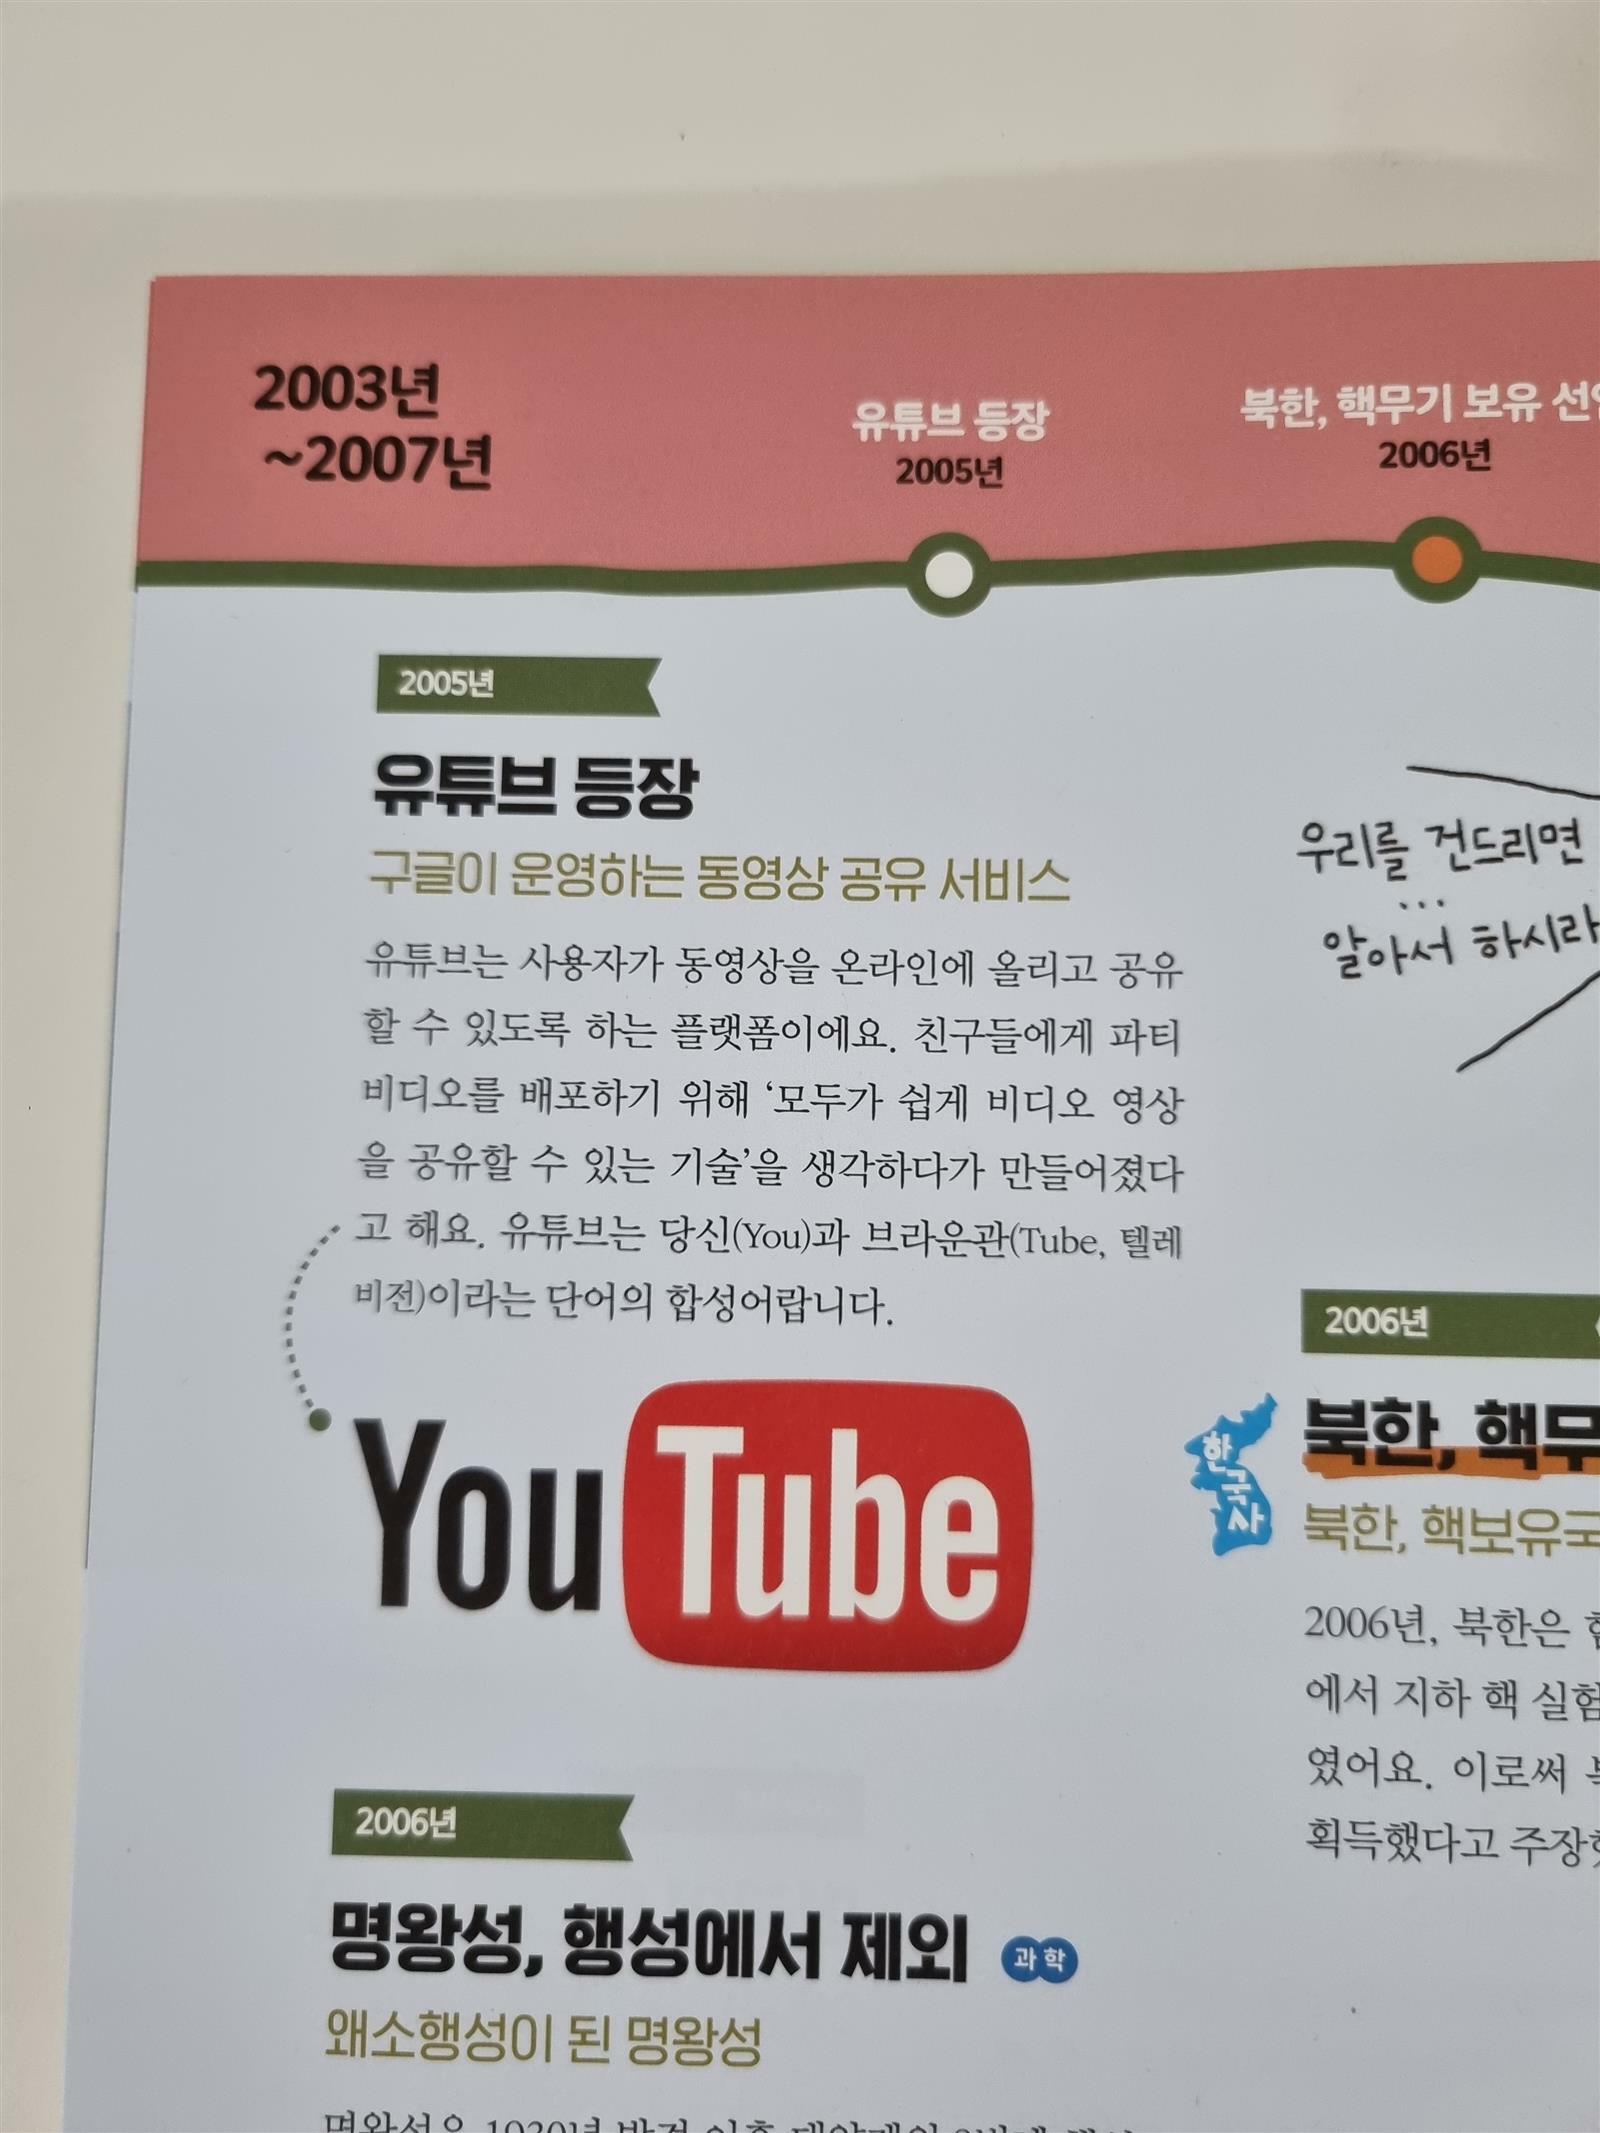 2003년
~2007년
유튜브 등장
2005년
북한, 핵무기 보유
2006년
2005년
유튜브 등장
구글이 운영하는 동영상 공유 서비스
유튜브는 사용자가 동영상을 온라인에 올리고 공유
할 수 있도록 하는 플랫폼이에요. 친구들에게 파티
비디오를 배포하기 위해 ‘모두가 쉽게 비디오 영상
을 공유할 수 있는 기술’을 생각하다가 만들어졌다
고 해요. 유튜브는 당신(You)과 브라운관(Tube, 텔레
비전)이라는 단어의 합성어랍니다.
YouTube
2006년
명왕성, 행성에서 제외
과학
왜소행성이 된 명왕성
우리를 건드리면
...
알아서 하시라
2006년
한국사
북한, 핵무
북한, 핵보유국
2006년, 북한은
에서 지하 핵 실험
였어요. 이로써
획득했다고 주장